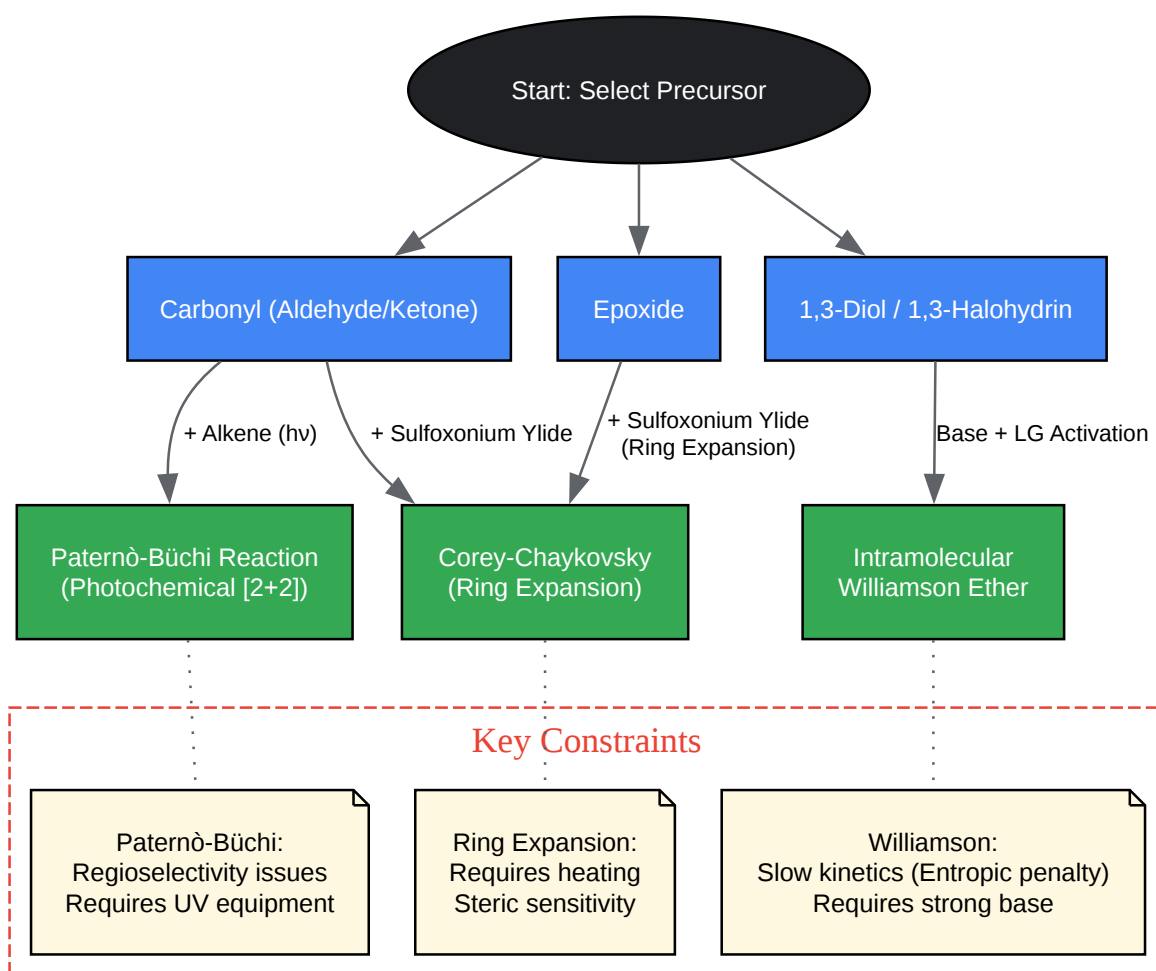 Start: Select Precursor
Carbonyl (Aldehyde/Ketone)
Epoxide
1,3-Diol / 1,3-Halohydrin
+ Alkene (hν)
+ Sulfoxonium Ylide
+ Sulfoxonium Ylide
(Ring Expansion)
Base + LG Activation
Paternò-Büchi Reaction
(Photochemical [2+2])
Corey-Chaykovsky
(Ring Expansion)
Intramolecular
Williamson Ether
Key Constraints
Paternò-Büchi:
Regioselectivity issues
Requires UV equipment
Ring Expansion:
Requires heating
Steric sensitivity
Williamson:
Slow kinetics (Entropic penalty)
Requires strong base